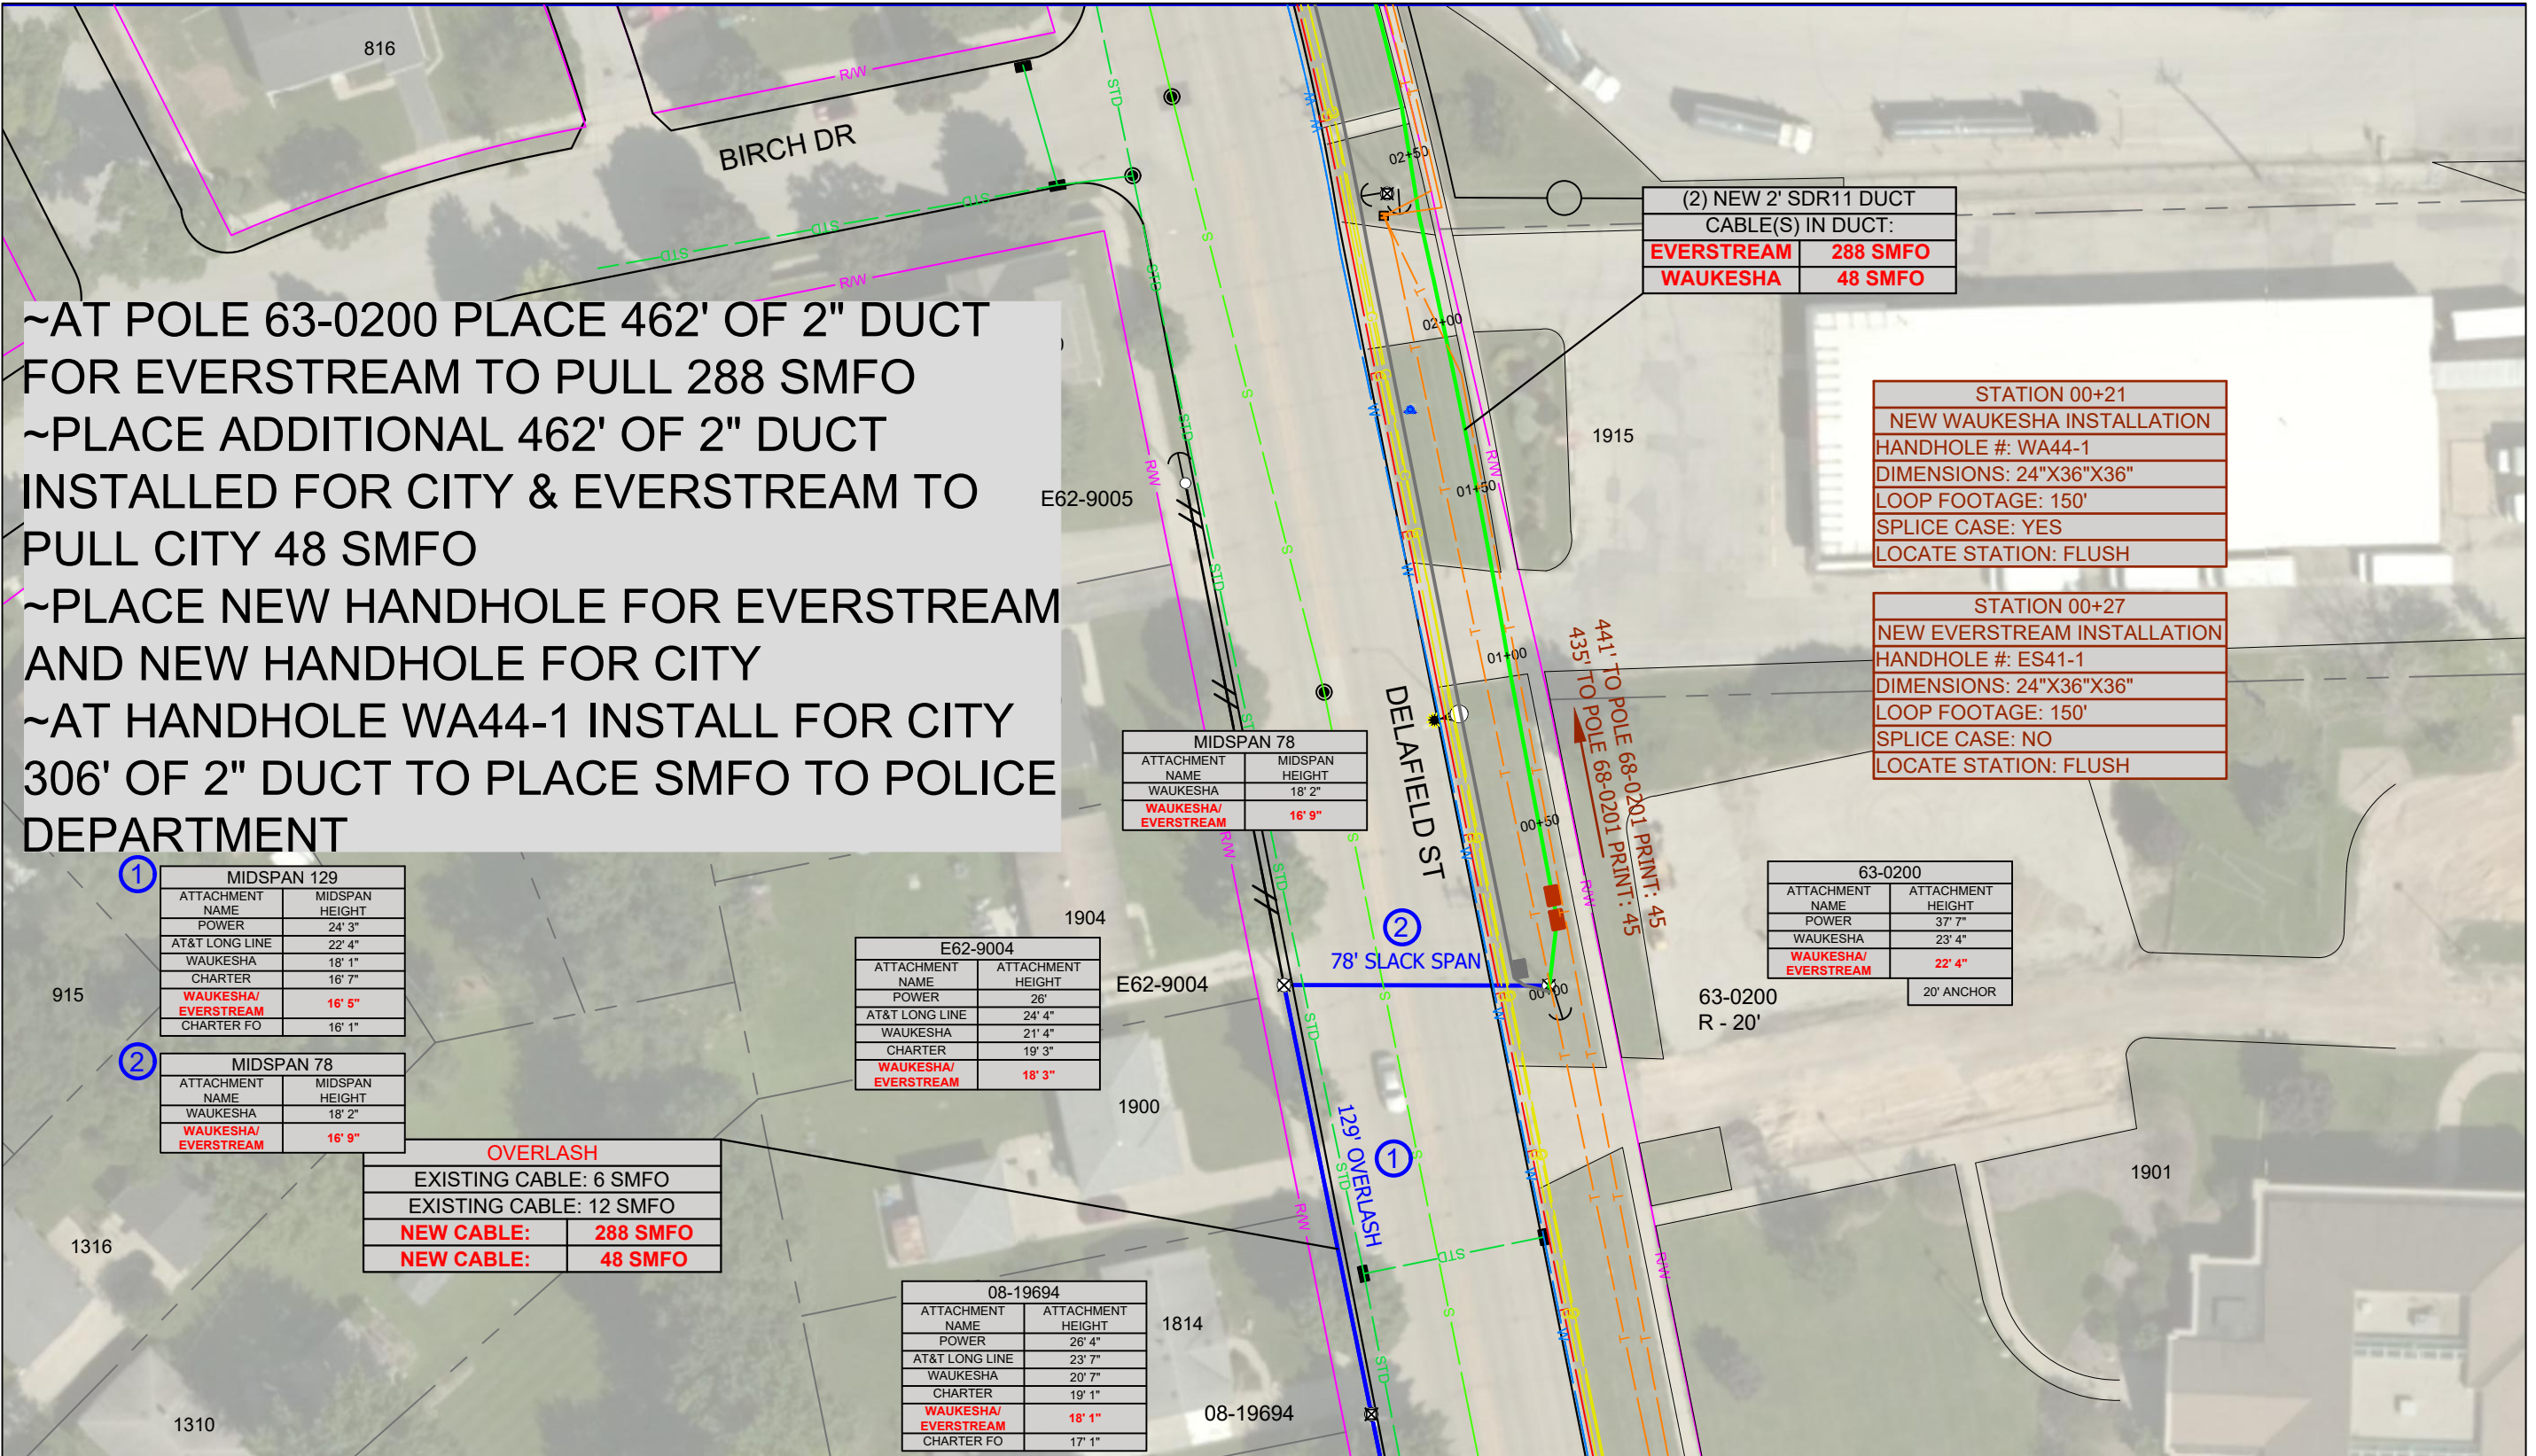 816
BIRCH DR
~AT POLE 63-0200 PLACE 462' OF 2" DUCT
FOR EVERSTREAM TO PULL 288 SMFO
~PLACE ADDITIONAL 462' OF 2" DUCT
INSTALLED FOR CITY & EVERSTREAM TO
PULL CITY 48 SMFO
~PLACE NEW HANDHOLE FOR EVERSTREAM
AND NEW HANDHOLE FOR CITY
~AT HANDHOLE WA44-1 INSTALL FOR CITY
306' OF 2" DUCT TO PLACE SMFO TO POLICE
DEPARTMENT
(2) NEW 2' SDR11 DUCT
CABLE(S) IN DUCT:
EVERSTREAM 288 SMFO
WAUKESHA 48 SMFO
STATION 00+21
NEW WAUKESHA INSTALLATION
HANDHOLE #: WA44-1
DIMENSIONS: 24"X36"X36"
LOOP FOOTAGE: 150'
SPLICE CASE: YES
LOCATE STATION: FLUSH
STATION 00+27
NEW EVERSTREAM INSTALLATION
HANDHOLE #: ES41-1
DIMENSIONS: 24"X36"X36"
LOOP FOOTAGE: 150'
SPLICE CASE: NO
LOCATE STATION: FLUSH
02+50
02+00
01+50
01+00
00+50
00+00
1915
E62-9005
DELAFIELD ST
441' TO POLE 68-0201 PRINT: 45
435' TO POLE 68-0201 PRINT: 45
MIDSPAN 78
ATTACHMENT NAME MIDSPAN HEIGHT
WAUKESHA 18' 2"
WAUKESHA/ EVERSTREAM 16' 9"
1
MIDSPAN 129
ATTACHMENT NAME MIDSPAN HEIGHT
POWER 24' 3"
AT&T LONG LINE 22' 4"
WAUKESHA 18' 1"
CHARTER 16' 7"
WAUKESHA/ EVERSTREAM 16' 5"
CHARTER FO 16' 1"
2
MIDSPAN 78
ATTACHMENT NAME MIDSPAN HEIGHT
WAUKESHA 18' 2"
WAUKESHA/ EVERSTREAM 16' 9"
915
1904
E62-9004
ATTACHMENT NAME ATTACHMENT HEIGHT
POWER 26'
AT&T LONG LINE 24' 4"
WAUKESHA 21' 4"
CHARTER 19' 3"
WAUKESHA/ EVERSTREAM 18' 3"
E62-9004
2
78' SLACK SPAN
63-0200
ATTACHMENT NAME ATTACHMENT HEIGHT
POWER 37' 7"
WAUKESHA 23' 4"
WAUKESHA/ EVERSTREAM 22' 4"
20' ANCHOR
63-0200
R - 20'
1900
129' OVERLASH
1
OVERLASH
EXISTING CABLE: 6 SMFO
EXISTING CABLE: 12 SMFO
NEW CABLE: 288 SMFO
NEW CABLE: 48 SMFO
1901
1316
08-19694
ATTACHMENT NAME ATTACHMENT HEIGHT
POWER 26' 4"
AT&T LONG LINE 23' 7"
WAUKESHA 20' 7"
CHARTER 19' 1"
WAUKESHA/ EVERSTREAM 18' 1"
CHARTER FO 17' 1"
1814
08-19694
1310
R/W
R/W
R/W
R/W
R/W
R/W
R/W
R/W
R/W
STD
STD
STD
STD
STD
STD
STD
STD
STD
STD
STD
STD
STD